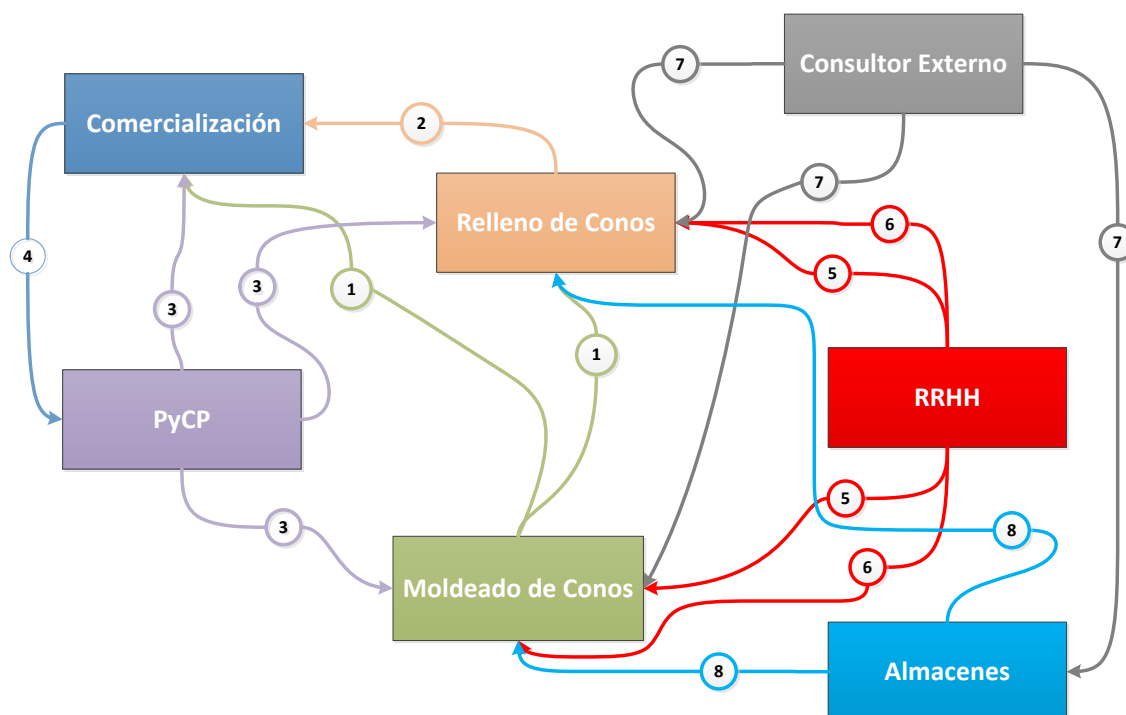 Consultor Externo
7
Comercialización
2
7
Relleno de Conos
6
4
7
5
3
3
1
1
RRHH
PyCP
5
3
8
6
Moldeado de Conos
8
Almacenes